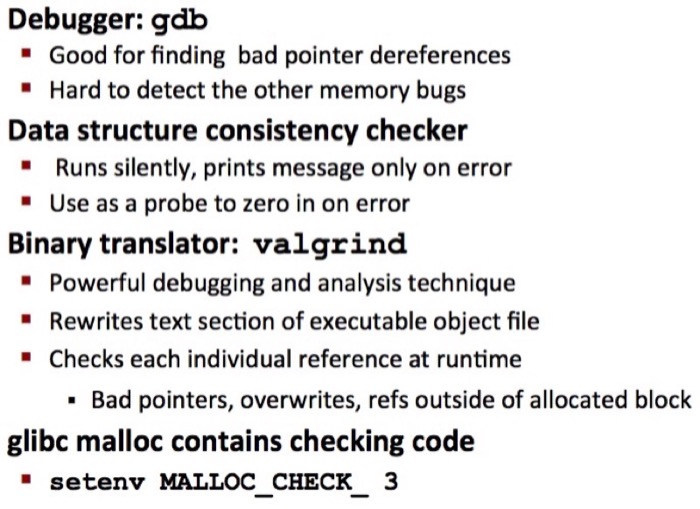 Debugger: gdb
▪ Good for finding bad pointer dereferences
▪ Hard to detect the other memory bugs
Data structure consistency checker
▪ Runs silently, prints message only on error
▪ Use as a probe to zero in on error
Binary translator: valgrind
▪ Powerful debugging and analysis technique
▪ Rewrites text section of executable object file
▪ Checks each individual reference at runtime
▪ Bad pointers, overwrites, refs outside of allocated block
glibc malloc contains checking code
▪ setenv MALLOC_CHECK_ 3